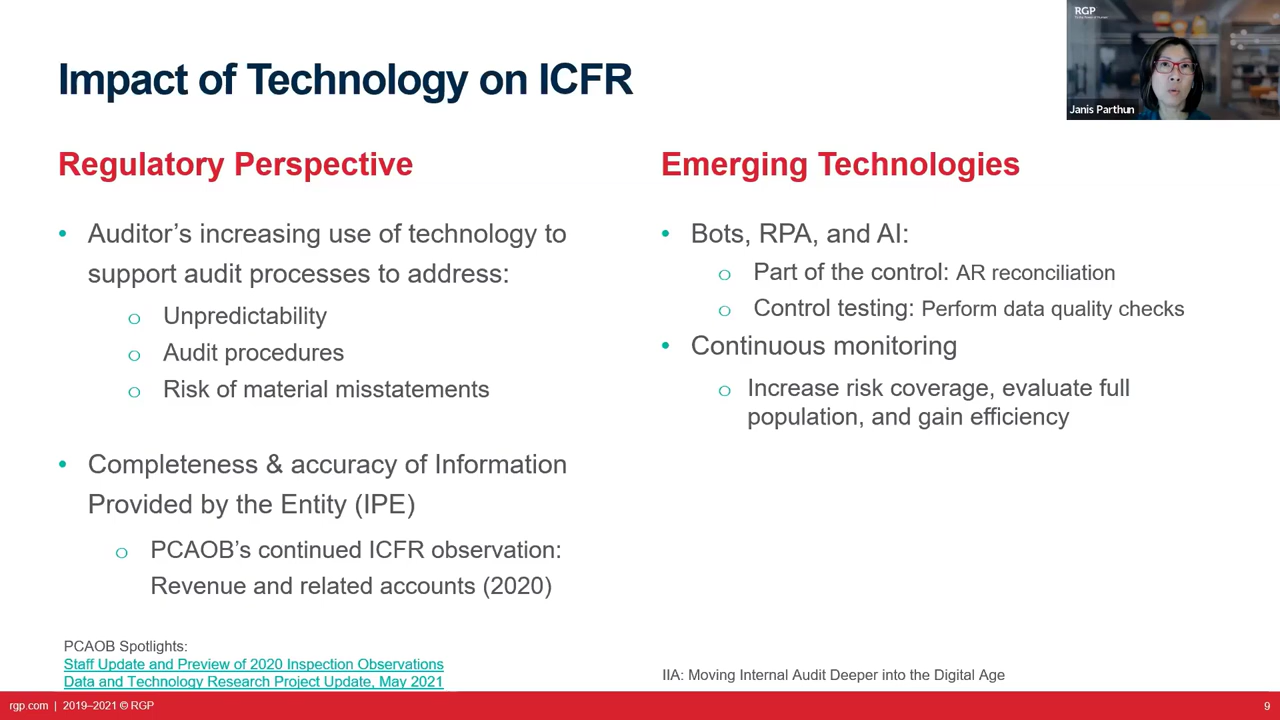 Impact of Technology on ICFR
RGP
Janis Parthun
Regulatory Perspective
• Auditor’s increasing use of technology to
support audit processes to address:
o Unpredictability
o Audit procedures
o Risk of material misstatements
• Completeness & accuracy of Information
Provided by the Entity (IPE)
o PCAOB’s continued ICFR observation:
Revenue and related accounts (2020)
PCAOB Spotlights:
Staff Update and Preview of 2020 Inspection Observations
Data and Technology Research Project Update, May 2021
Emerging Technologies
• Bots, RPA, and AI:
o Part of the control: AR reconciliation
o Control testing: Perform data quality checks
• Continuous monitoring
o Increase risk coverage, evaluate full
population, and gain efficiency
IIA: Moving Internal Audit Deeper into the Digital Age
rgp.com | 2019–2021 © RGP
9